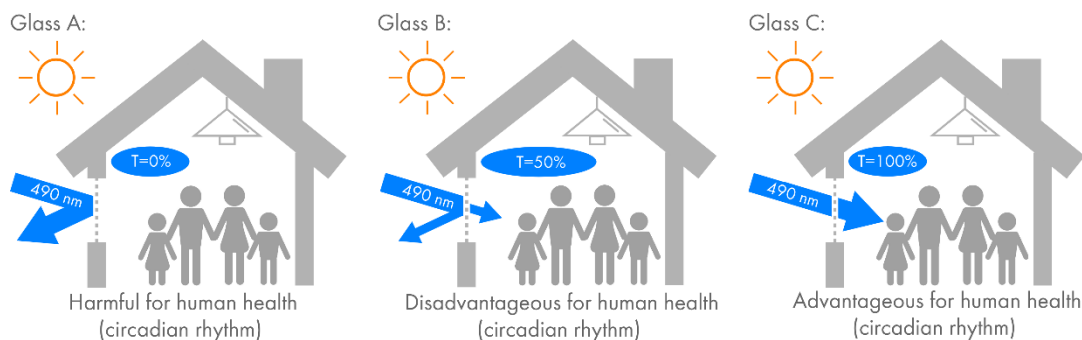 Glass A:
T=0%
490 nm
Harmful for human health
(circadian rhythm)
Glass B:
T=50%
490 nm
Disadvantageous for human health
(circadian rhythm)
Glass C:
T=100%
490 nm
Advantageous for human health
(circadian rhythm)